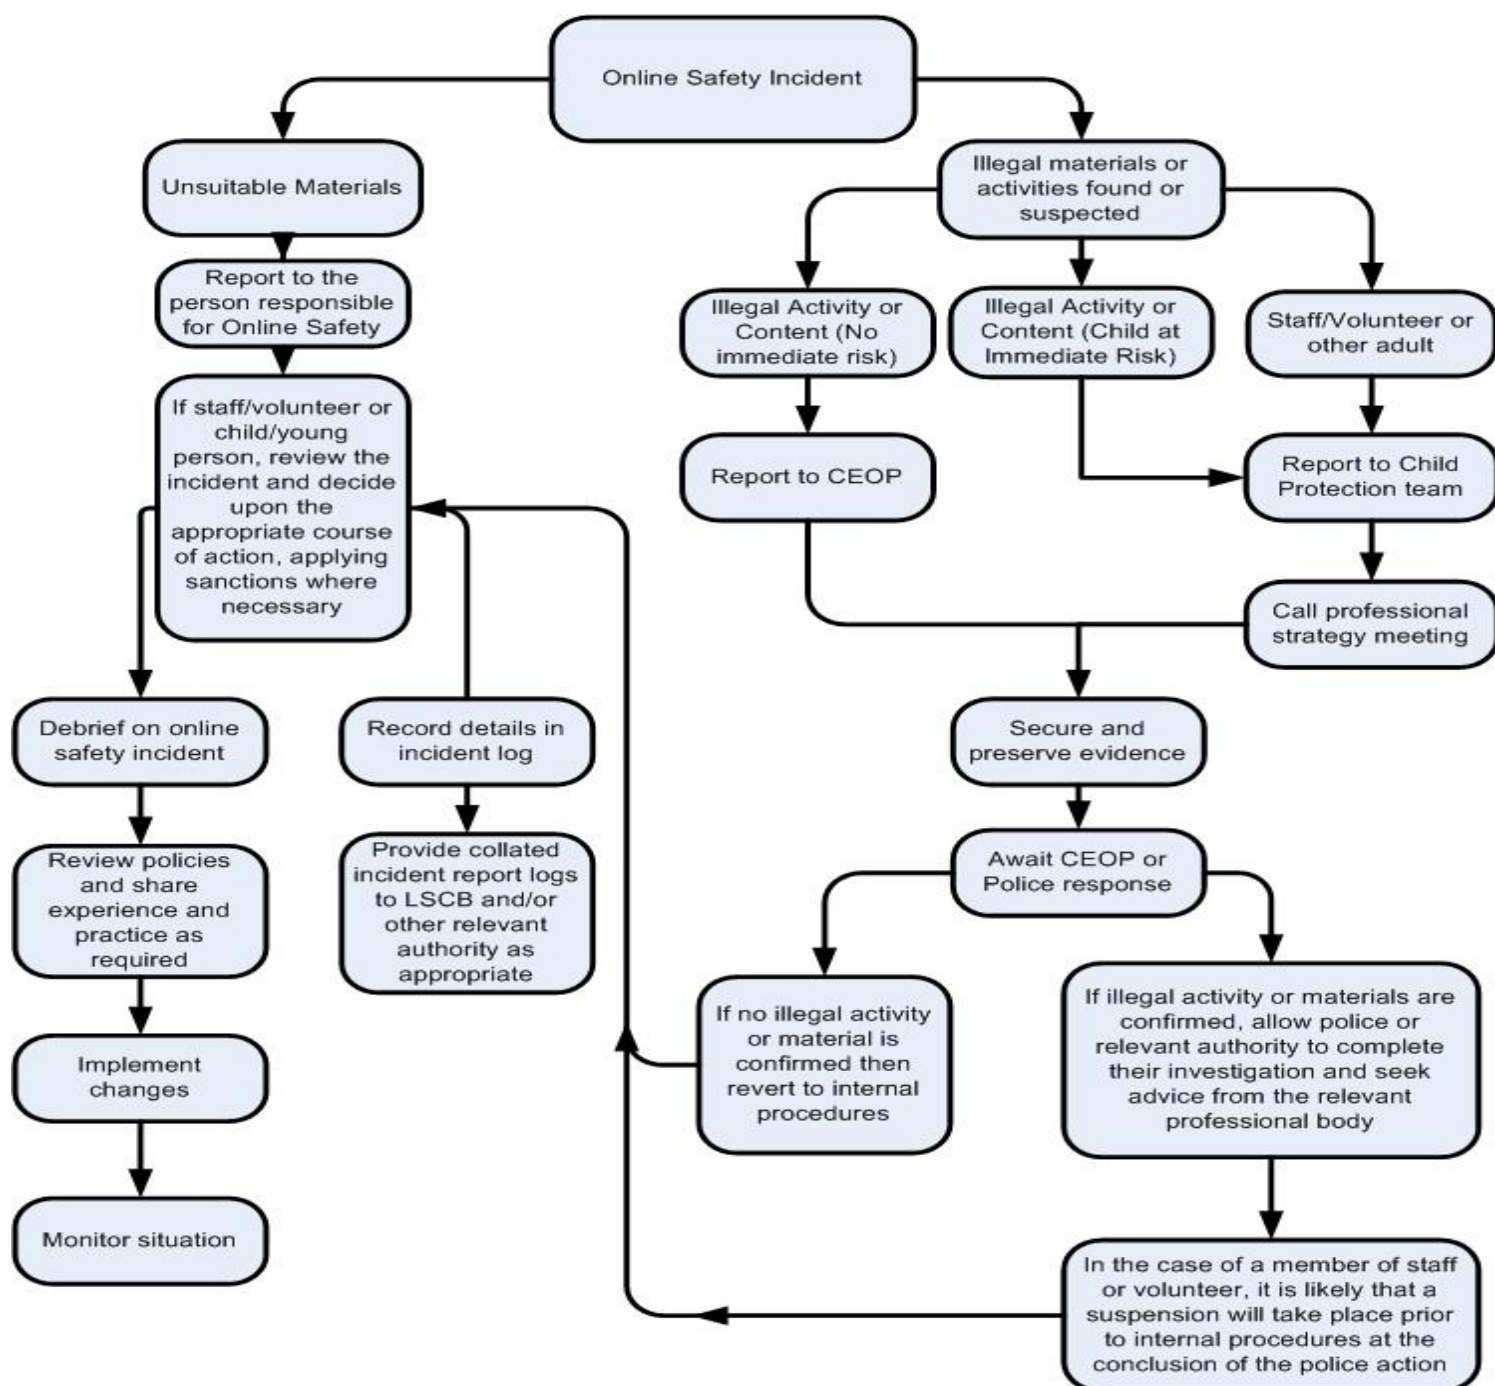 Online Safety Incident
Unsuitable Materials
Illegal materials or
activities found or
suspected
Report to the
person responsible
for Online Safety
Illegal Activity or
Content (No
immediate risk)
Illegal Activity or
Content (Child at
Immediate Risk)
Staff/Volunteer or
other adult
If staff/volunteer or
child/young
person, review the
incident and decide
upon the
appropriate course
of action, applying
sanctions where
necessary
Report to CEOP
Report to Child
Protection team
Call professional
strategy meeting
Debrief on online
safety incident
Record details in
incident log
Secure and
preserve evidence
Review policies
and share
experience and
practice as
required
Provide collated
incident report logs
to LSCB and/or
other relevant
authority as
appropriate
Await CEOP or
Police response
If no illegal activity
or material is
confirmed then
revert to internal
procedures
If illegal activity or materials are
confirmed, allow police or
relevant authority to complete
their investigation and seek
advice from the relevant
professional body
Implement
changes
Monitor situation
In the case of a member of staff
or volunteer, it is likely that a
suspension will take place prior
to internal procedures at the
conclusion of the police action